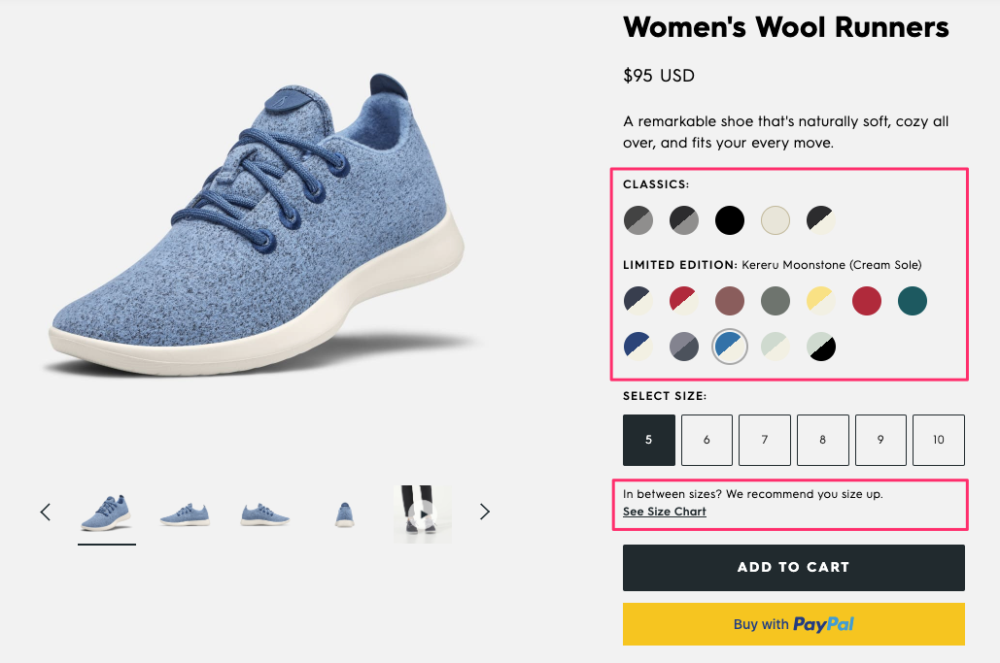 Women's Wool Runners
$95 USD
A remarkable shoe that's naturally soft, cozy all
over, and fits your every move.
CLASSICS:
LIMITED EDITION: Kereru Moonstone (Cream Sole)
SELECT SIZE:
5 6 7 8 9 10
In between sizes? We recommend you size up.
See Size Chart
ADD TO CART
Buy with PayPal